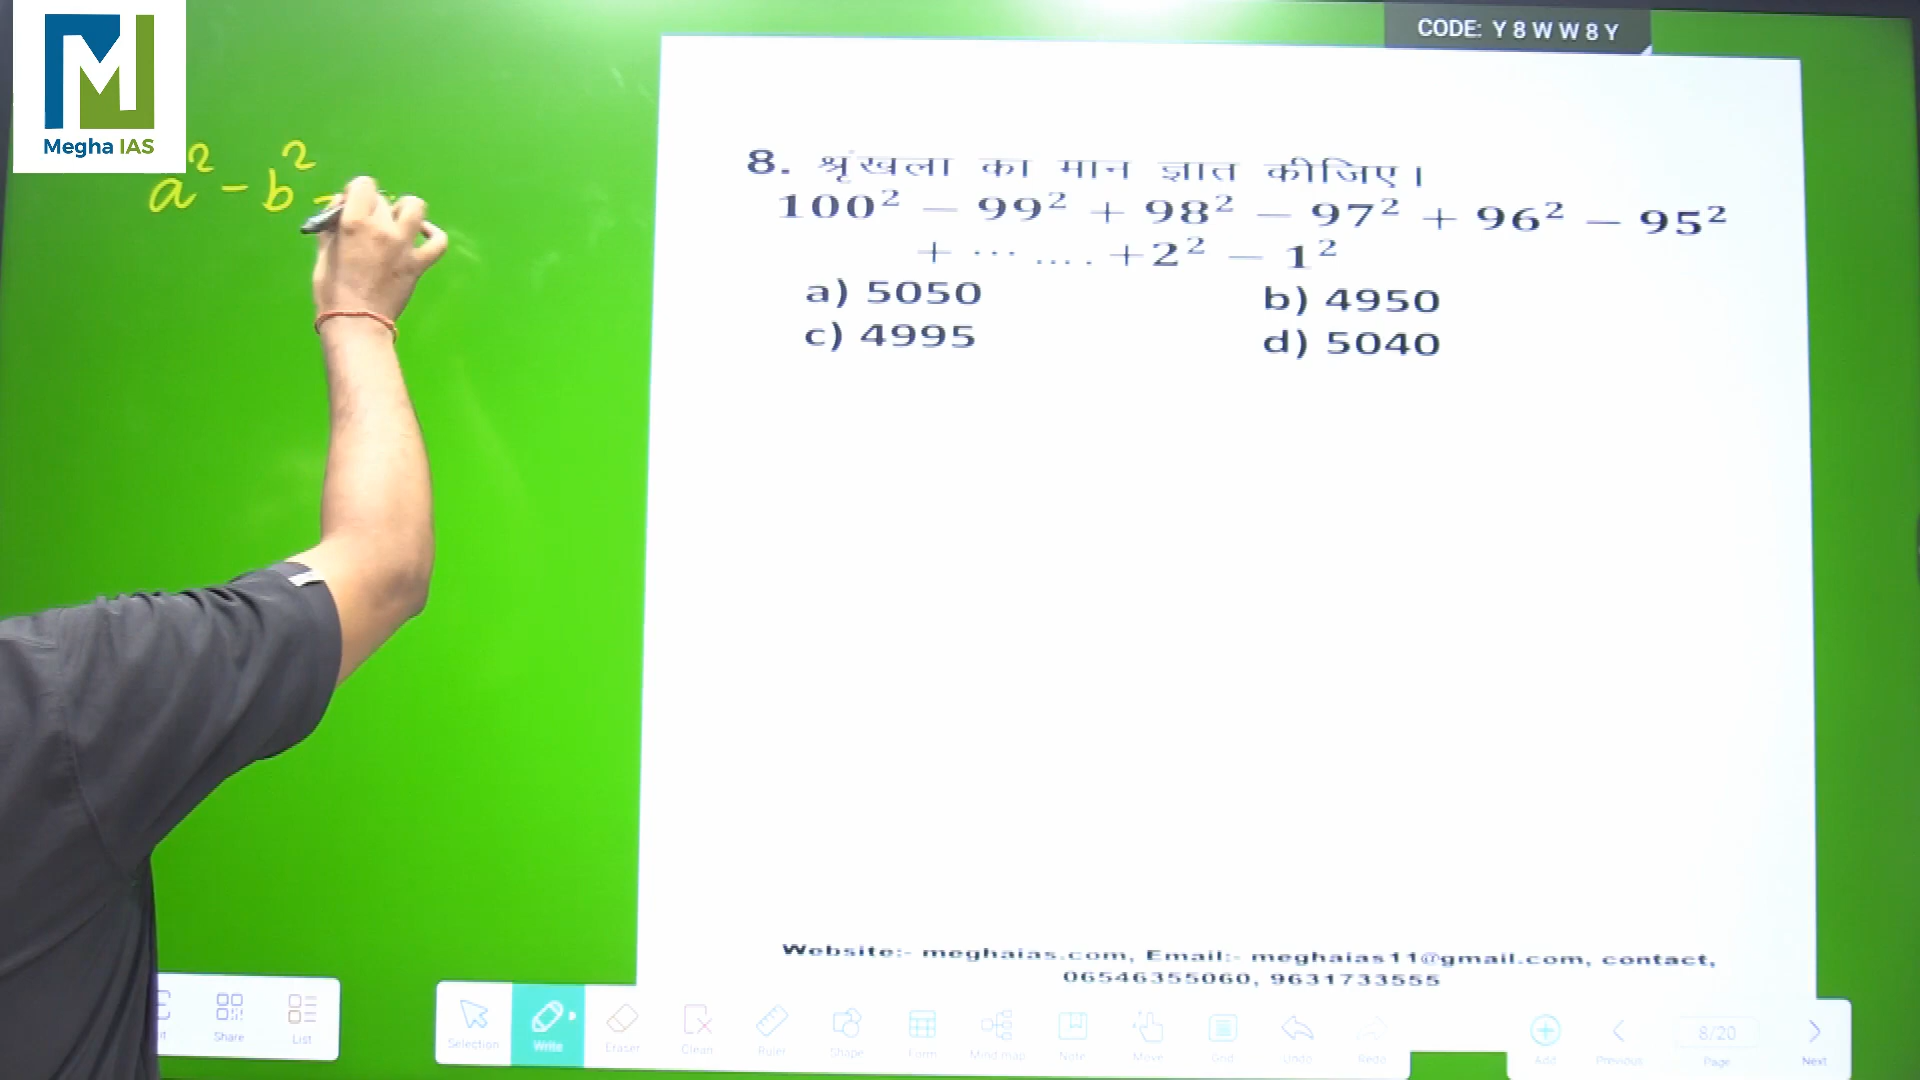 Megha IAS
CODE: Y8WW8Y
a² - b² =
8. श्रृंखला का मान ज्ञात कीजिए।
100² − 99² + 98² − 97² + 96² − 95²
+ ⋯ .... +2² − 1²
a) 5050
b) 4950
c) 4995
d) 5040
Website:- meghaias.com, Email:- meghaias11@gmail.com, contact,
06546355060, 9631733555
Share
List
Selection
Write
Eraser
Clean
Ruler
Shape
Form
Mind map
Note
Move
Grid
Undo
Redo
Add
Previous
8/20
Page
Next